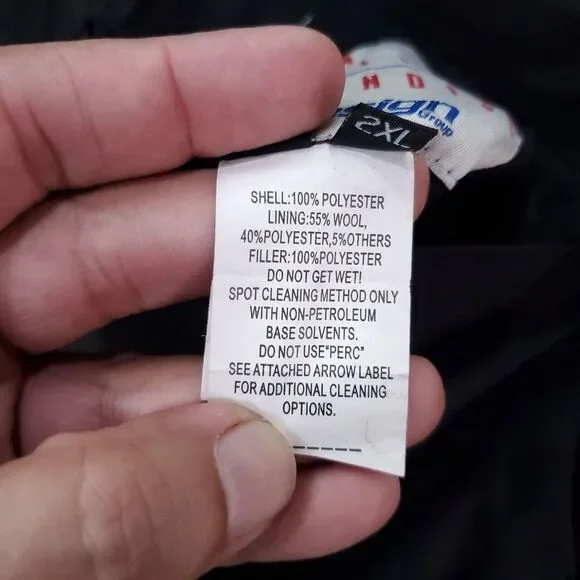 Group
2XL
SHELL:100% POLYESTER
LINING:55% WOOL,
40%POLYESTER,5%OTHERS
FILLER:100%POLYESTER
DO NOT GET WET!
SPOT CLEANING METHOD ONLY
WITH NON-PETROLEUM
BASE SOLVENTS.
DO NOT USE"PERC"
SEE ATTACHED ARROW LABEL
FOR ADDITIONAL CLEANING
OPTIONS.